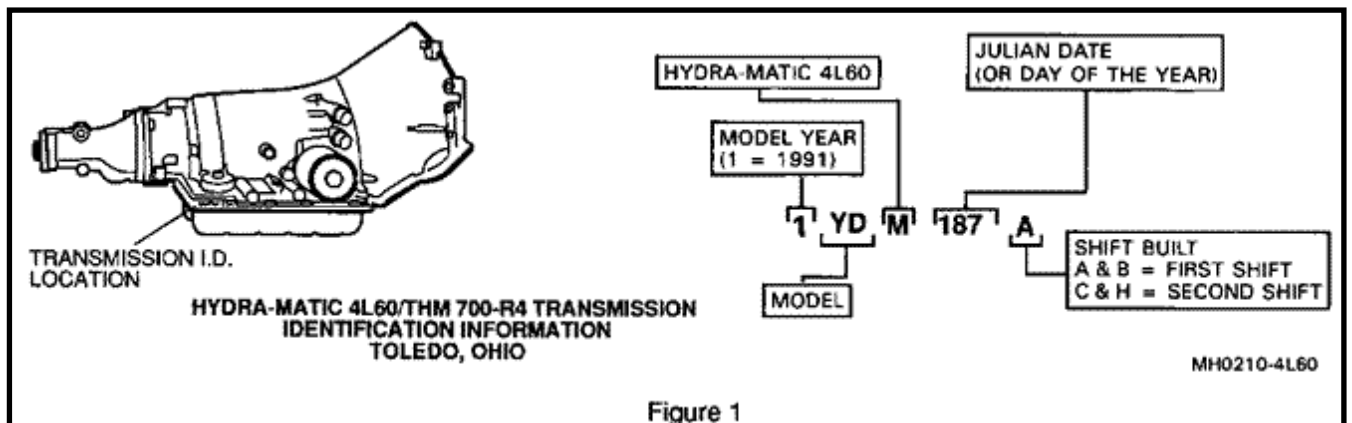 HYDRA-MATIC 4L60
JULIAN DATE
(OR DAY OF THE YEAR)
MODEL YEAR
(1 = 1991)
1 YD M 187 A
TRANSMISSION I.D.
LOCATION
MODEL
SHIFT BUILT
A & B = FIRST SHIFT
C & H = SECOND SHIFT
HYDRA-MATIC 4L60/THM 700-R4 TRANSMISSION
IDENTIFICATION INFORMATION
TOLEDO, OHIO
MH0210-4L60
Figure 1